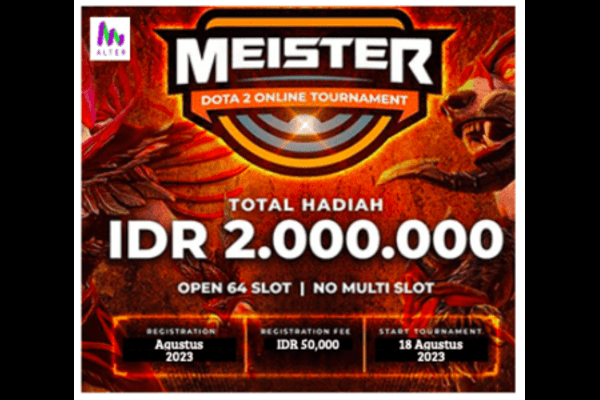 ALTER
MEISTER
DOTA 2 ONLINE TOURNAMENT
TOTAL HADIAH
IDR 2.000.000
OPEN 64 SLOT | NO MULTI SLOT
REGISTRATION
Agustus
2023
REGISTRATION FEE
IDR 50,000
START TOURNAMENT
18 Agustus
2023